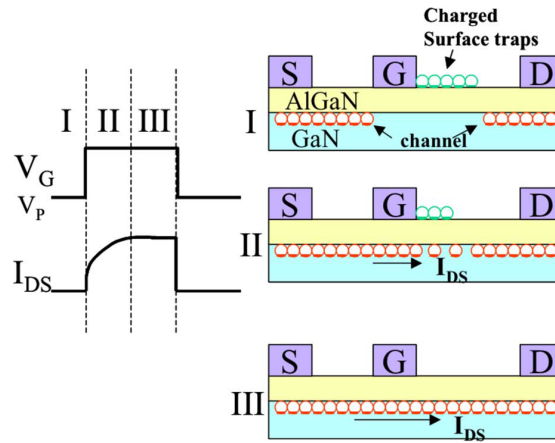 Charged
Surface traps
I II III
V_G
V_P
I_DS
S G D
AlGaN
I
GaN
channel
S G D
II
I_DS
S G D
III
I_DS